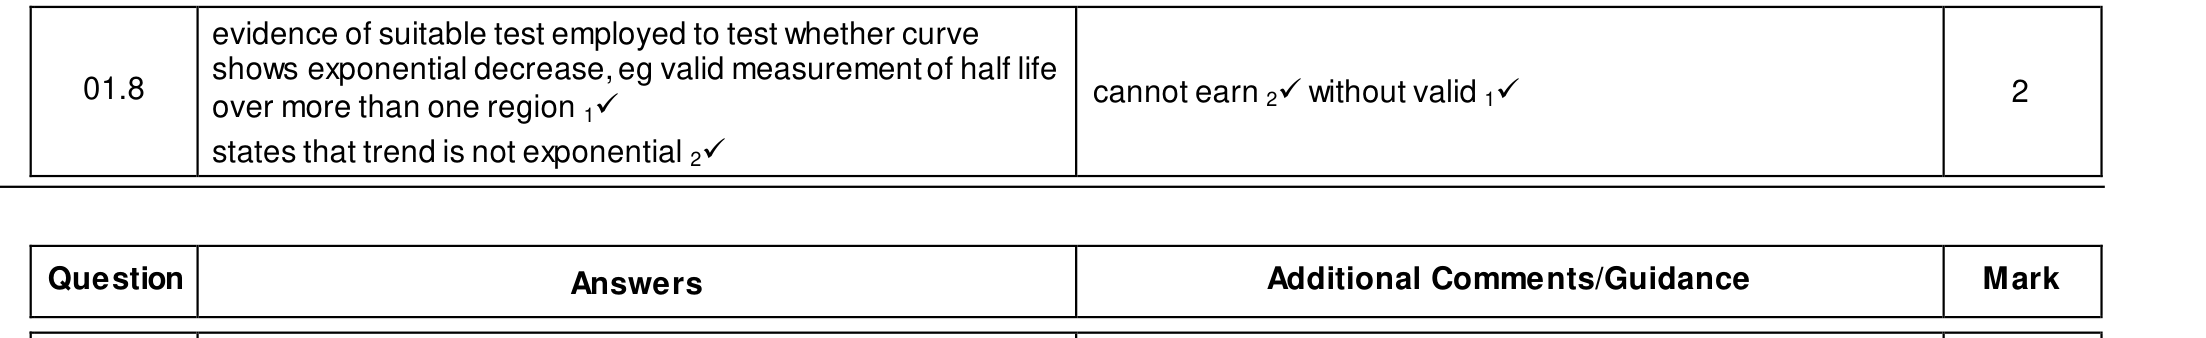 01.8
evidence of suitable test employed to test whether curve
shows exponential decrease, eg valid measurement of half life
over more than one region ₁✓
states that trend is not exponential ₂✓
cannot earn ₂✓ without valid ₁✓
2
Question Answers Additional Comments/Guidance Mark